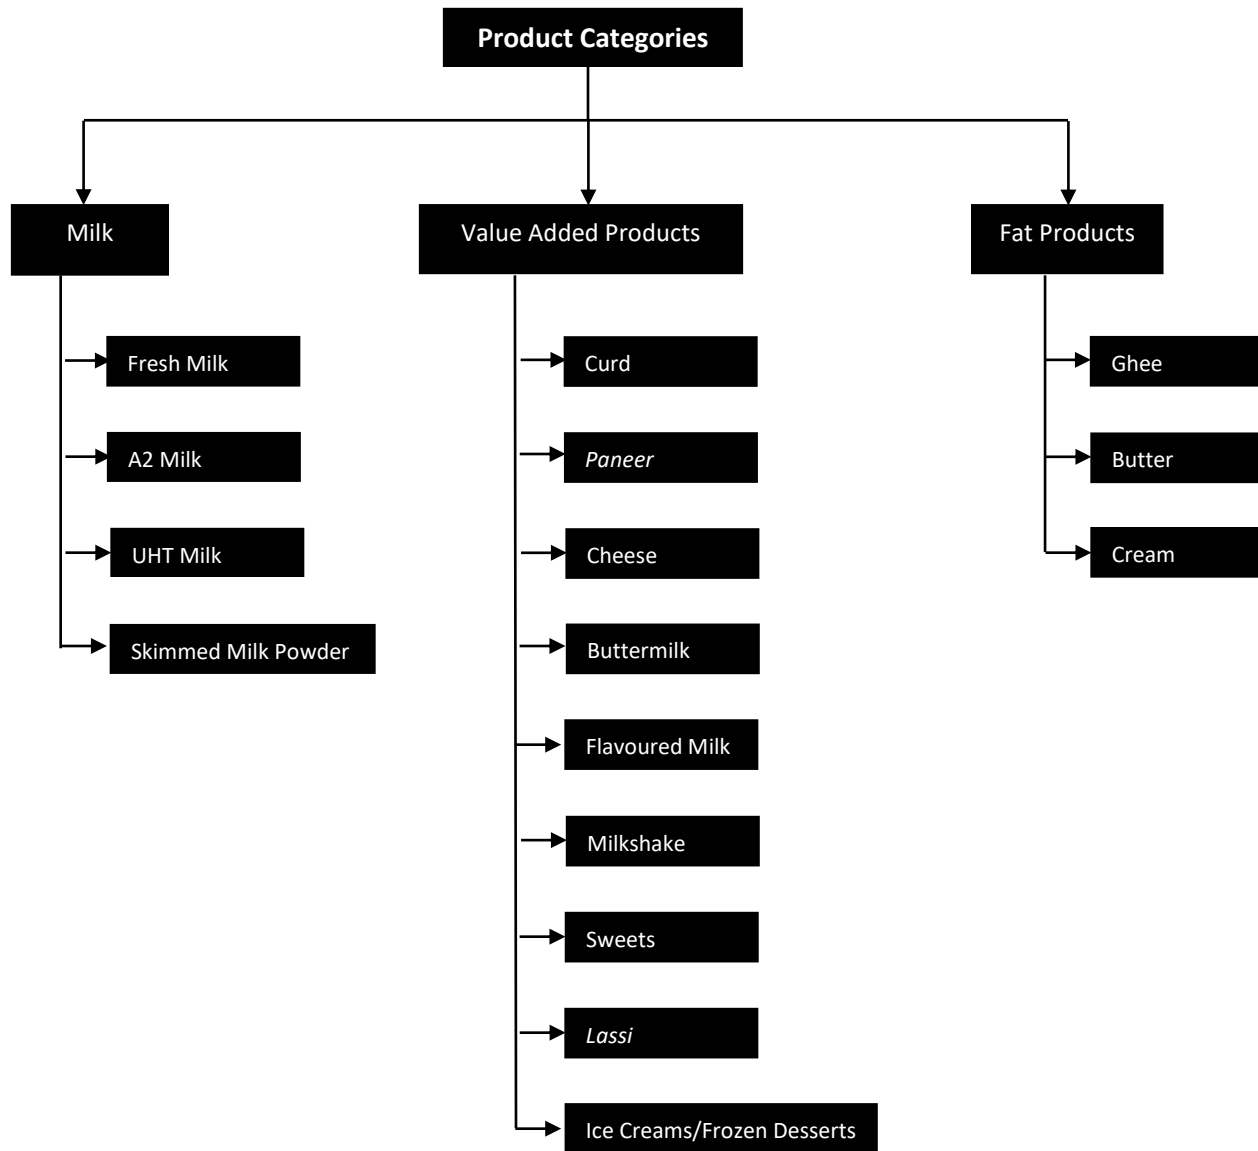 Product Categories
Milk
Fresh Milk
A2 Milk
UHT Milk
Skimmed Milk Powder
Value Added Products
Curd
Paneer
Cheese
Buttermilk
Flavoured Milk
Milkshake
Sweets
Lassi
Ice Creams/Frozen Desserts
Fat Products
Ghee
Butter
Cream